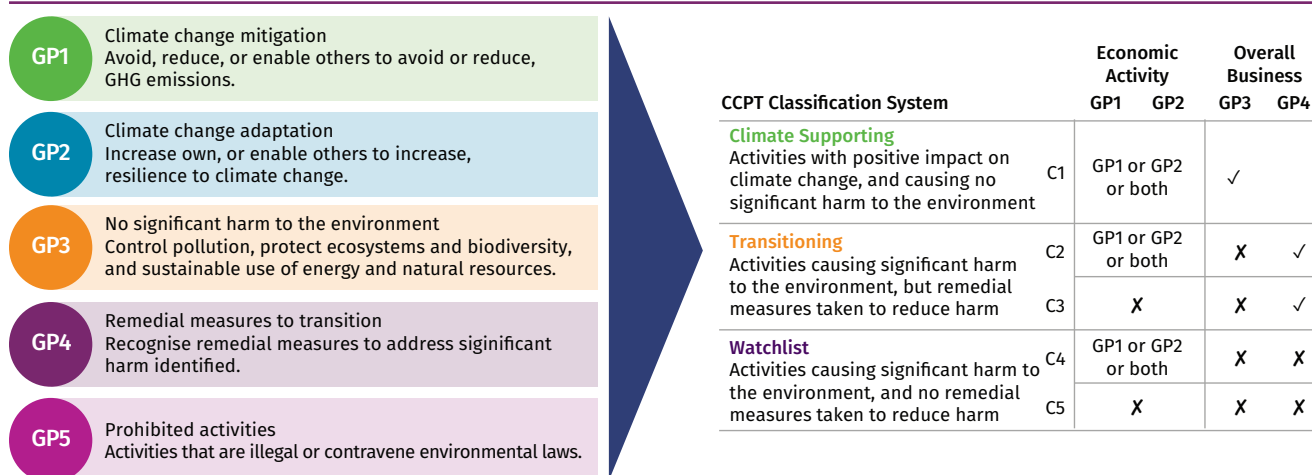 GP1
Climate change mitigation
Avoid, reduce, or enable others to avoid or reduce,
GHG emissions.
GP2
Climate change adaptation
Increase own, or enable others to increase,
resilience to climate change.
GP3
No significant harm to the environment
Control pollution, protect ecosystems and biodiversity,
and sustainable use of energy and natural resources.
GP4
Remedial measures to transition
Recognise remedial measures to address siginificant
harm identified.
GP5
Prohibited activities
Activities that are illegal or contravene environmental laws.
Economic Activity
Overall Business
CCPT Classification System GP1 GP2 GP3 GP4
Climate Supporting
Activities with positive impact on
climate change, and causing no
significant harm to the environment
C1
GP1 or GP2
or both
✓
Transitioning
Activities causing significant harm
to the environment, but remedial
measures taken to reduce harm
C2
GP1 or GP2
or both
✗ ✓
C3 ✗ ✗ ✓
Watchlist
Activities causing significant harm to
the environment, and no remedial
measures taken to reduce harm
C4
GP1 or GP2
or both
✗ ✗
C5 ✗ ✗ ✗